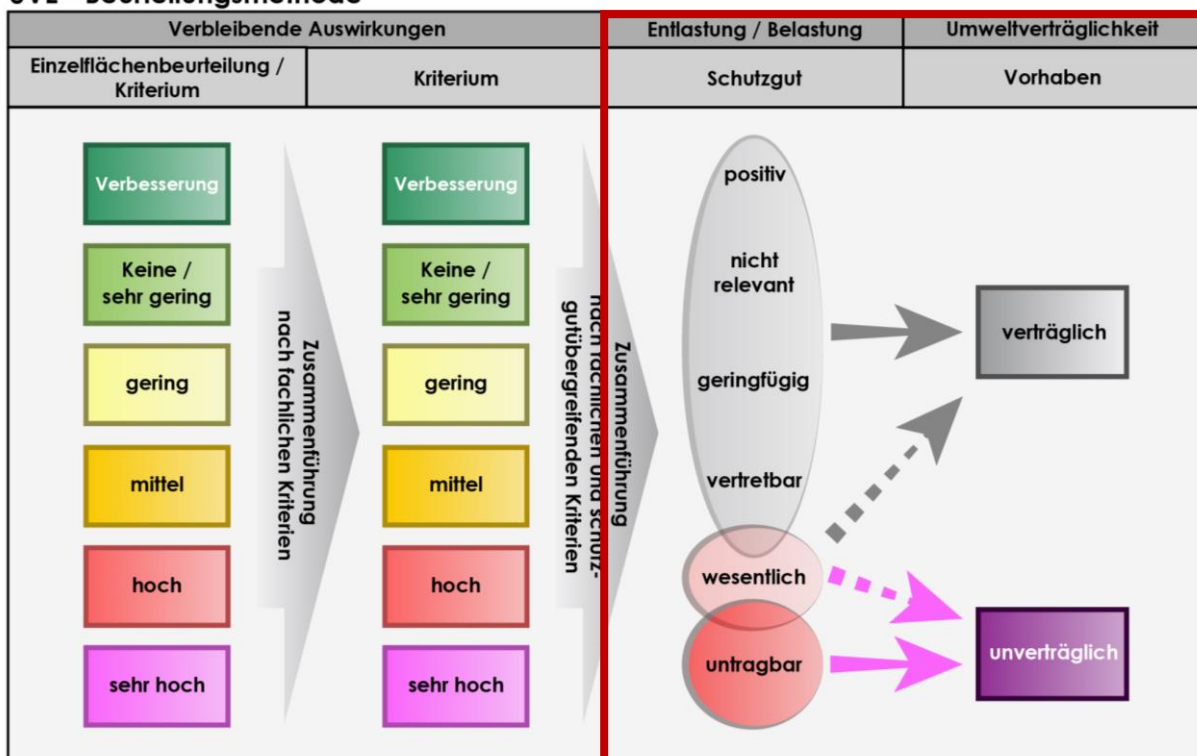 Verbleibende Auswirkungen
Entlastung / Belastung
Umweltverträglichkeit
Einzelflächenbeurteilung /
Kriterium
Kriterium
Schutzgut
Vorhaben
Verbesserung
Keine /
sehr gering
gering
mittel
hoch
sehr hoch
Zusammenführung
nach fachlichen Kriterien
Verbesserung
Keine /
sehr gering
gering
mittel
hoch
sehr hoch
Zusammenführung
nach fachlichen und schutz-
gutübergreifenden Kriterien
positiv
nicht
relevant
geringfügig
vertretbar
wesentlich
untragbar
verträglich
unverträglich